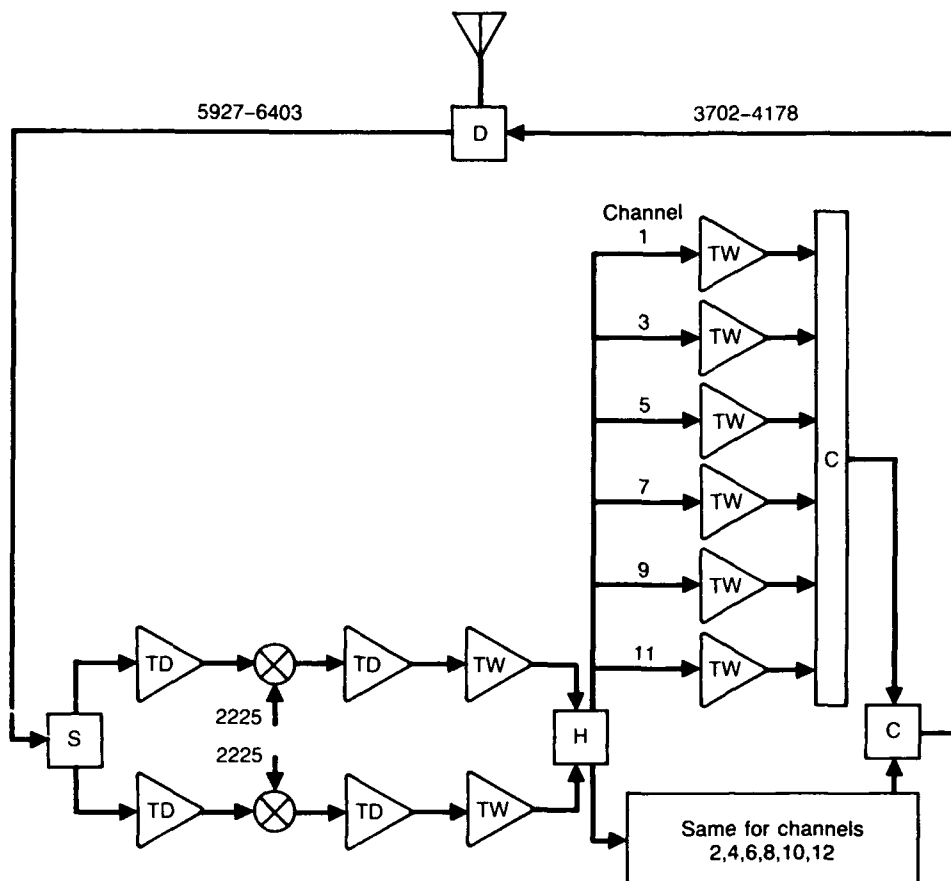 5927–6403
D
3702–4178
Channel
1
TW
3
TW
5
TW
7
TW
9
TW
11
TW
C
TD
TD
TW
2225
S
H
C
2225
TD
TD
TW
Same for channels
2,4,6,8,10,12